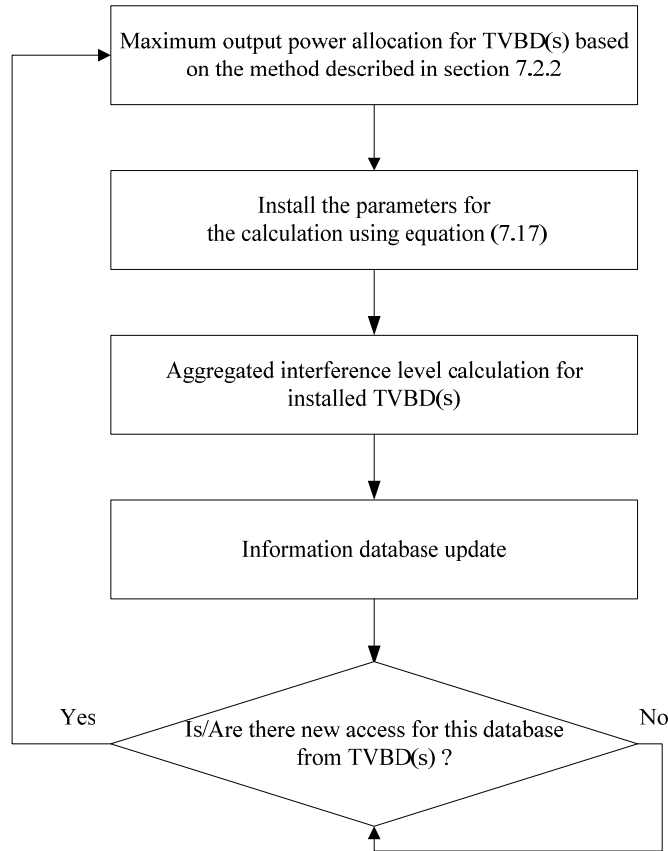 Maximum output power allocation for TVBD(s) based
on the method described in section 7.2.2
Install the parameters for
the calculation using equation (7.17)
Aggregated interference level calculation for
installed TVBD(s)
Information database update
Yes
Is/Are there new access for this database
from TVBD(s) ?
No